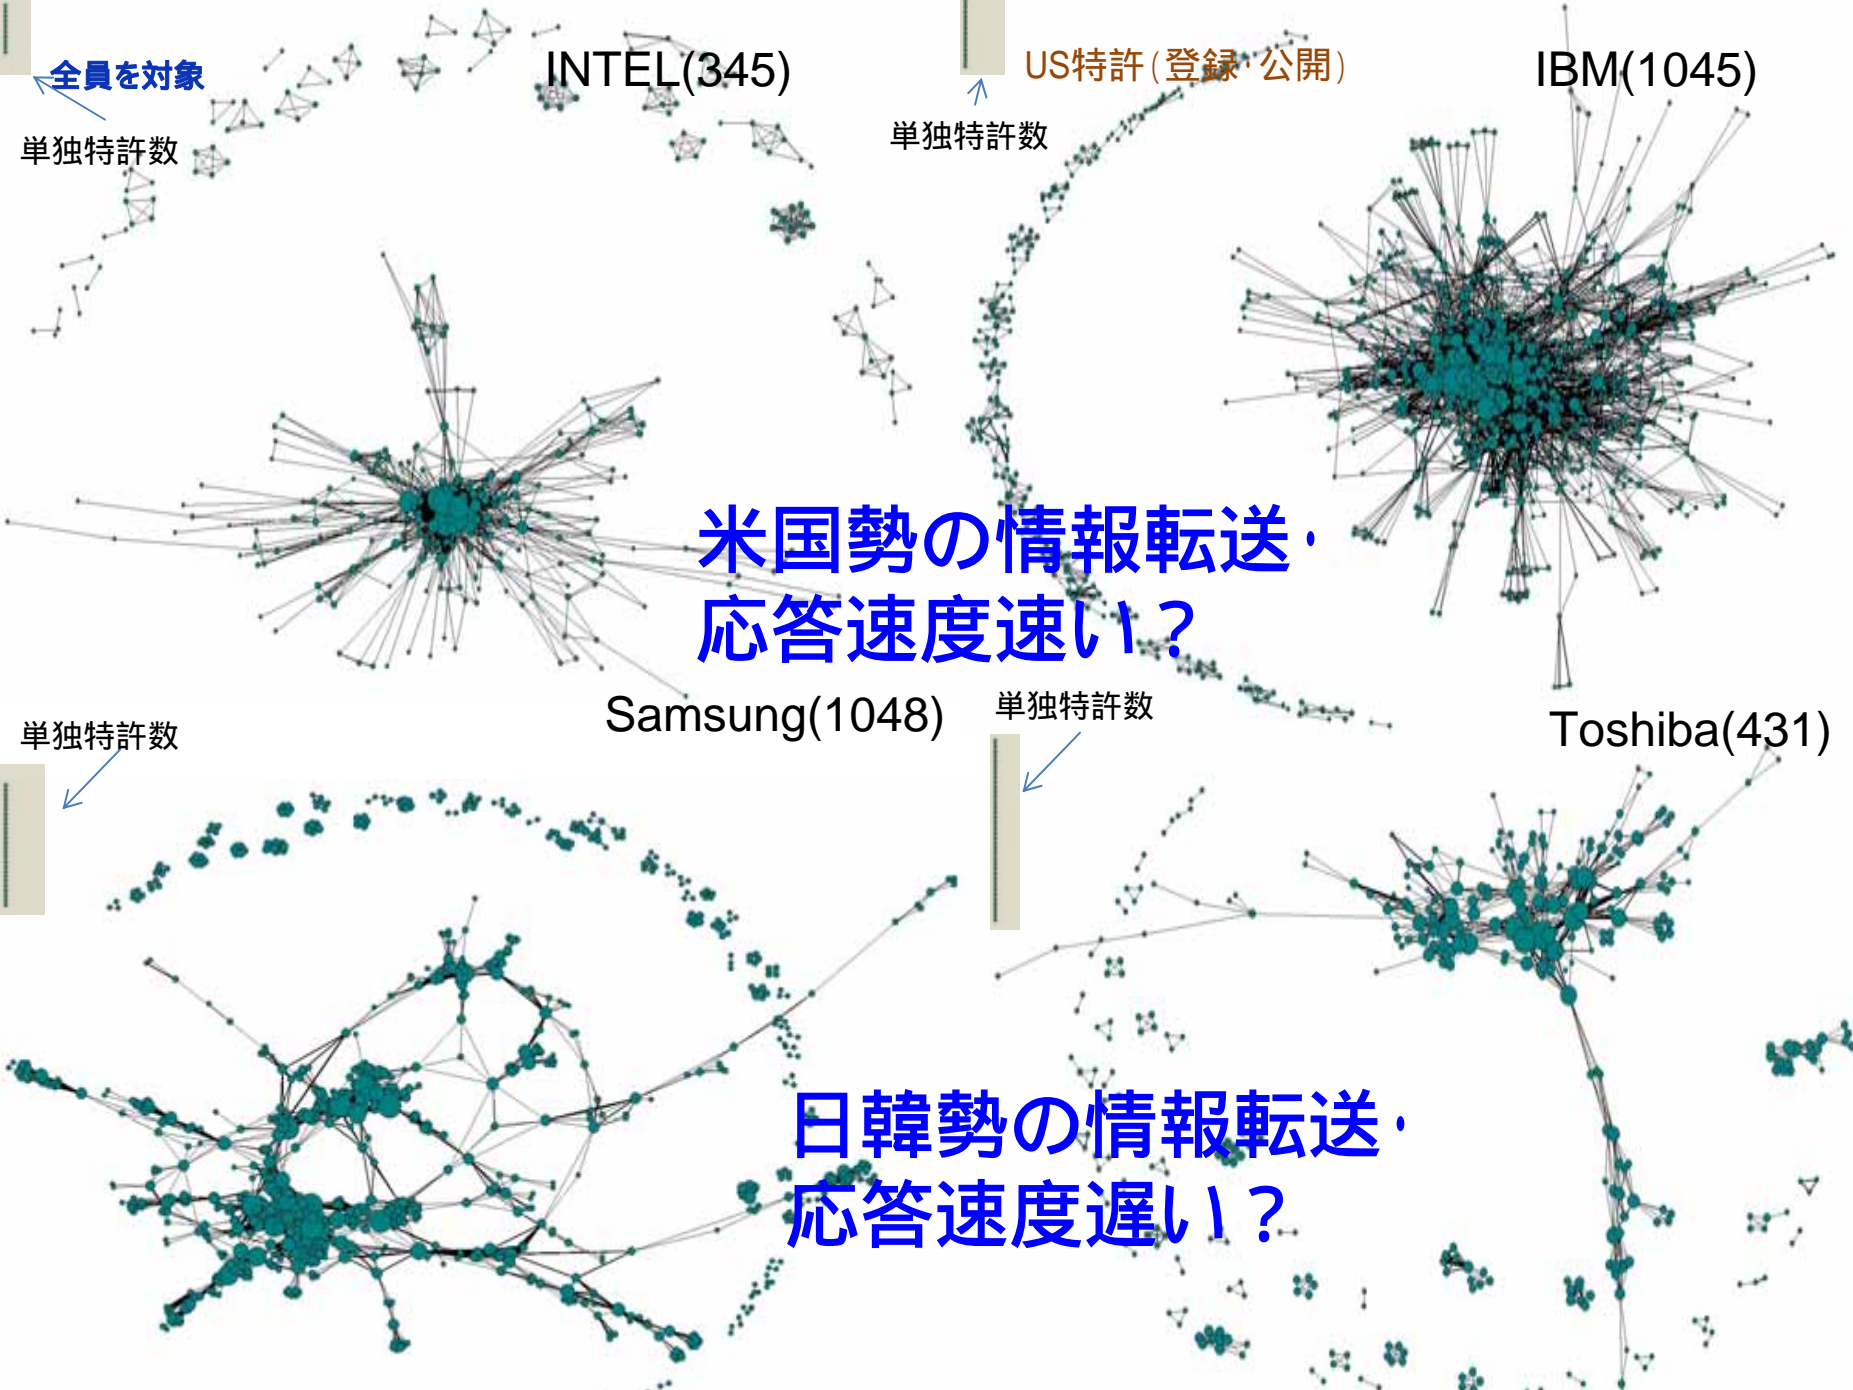 INTEL(345)
全員を対象
単独特許数
US特許(登録・公開)
IBM(1045)
単独特許数
米国勢の情報転送・
応答速度速い？
Samsung(1048)
単独特許数
単独特許数
Toshiba(431)
日韓勢の情報転送・
応答速度遅い？